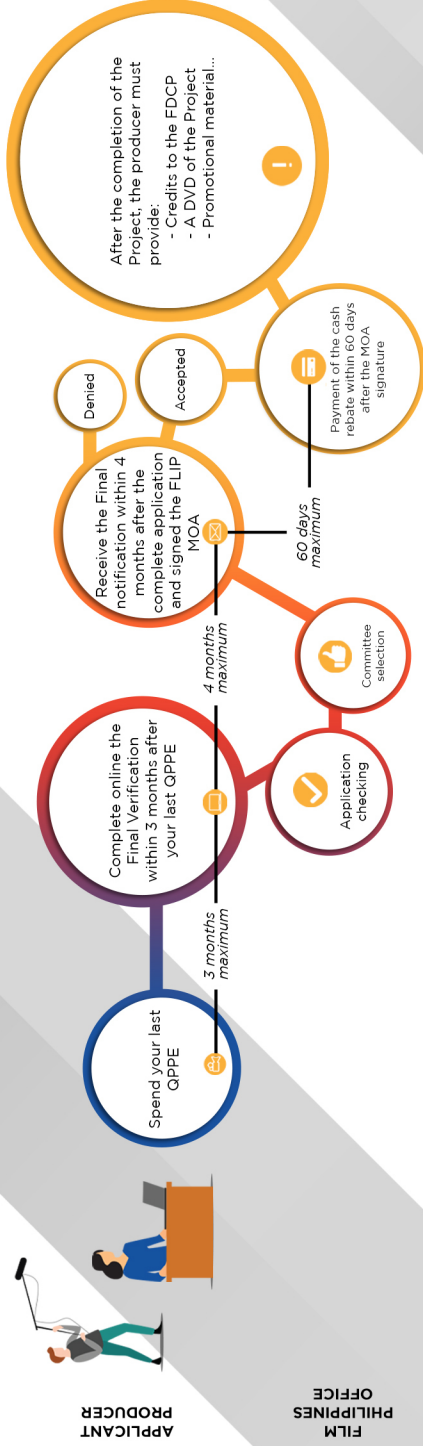 APPLICANT
PRODUCER
FILM
PHILIPPINES
OFFICE
Spend your last
QPPE
3 months
maximum
Complete online the
Final Verification
within 3 months after
your last QPPE
Application
checking
Committee
selection
4 months
maximum
Receive the Final
notification within 4
months after the
complete application
and signed the FLIP
MOA
Denied
Accepted
60 days
maximum
Payment of the cash
rebate within 60 days
after the MOA
signature
After the completion of the
Project, the producer must
provide:
- Credits to the FDCP
- A DVD of the Project
- Promotional material...
i